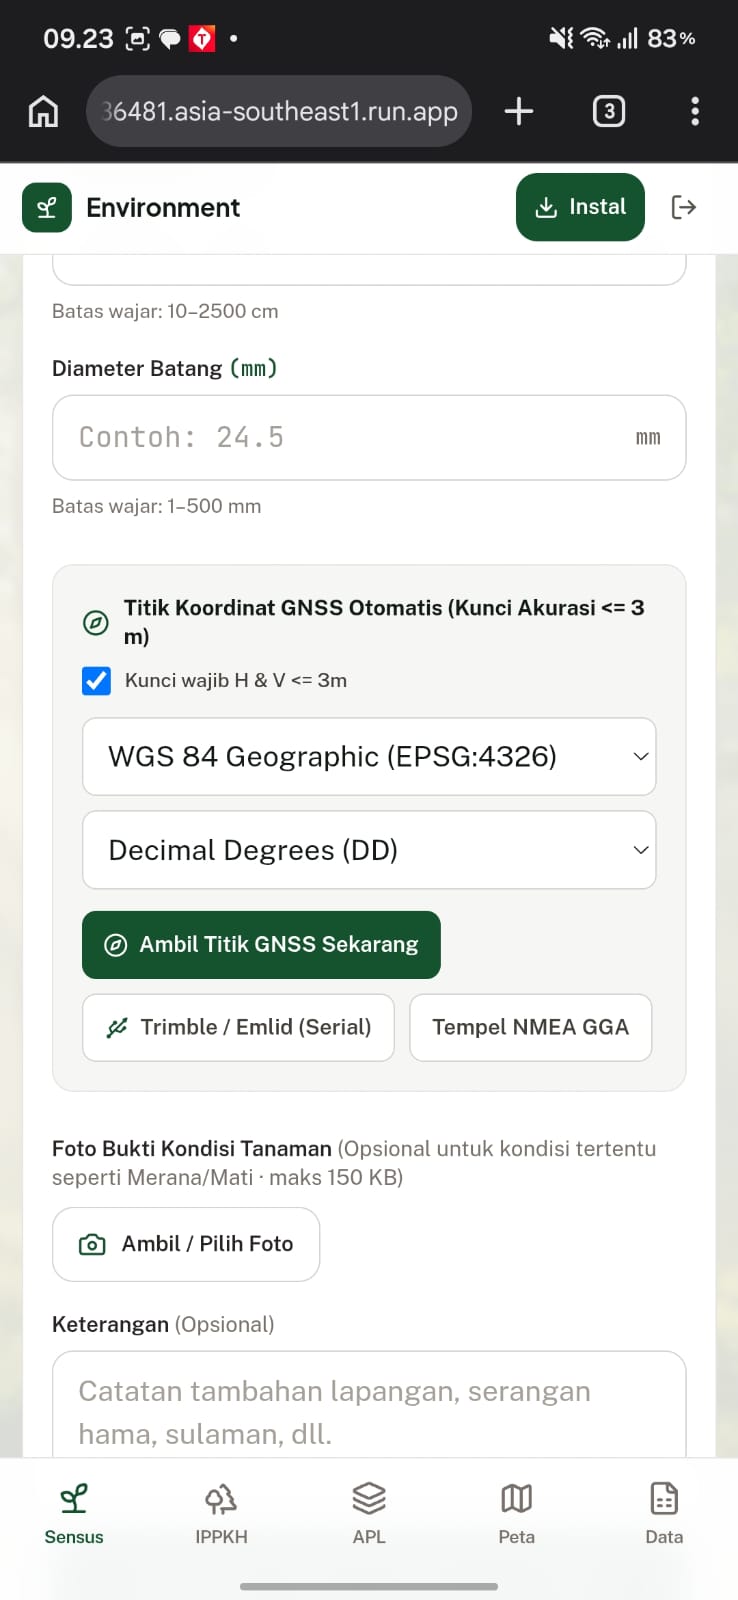 09.23
83%
36481.asia-southeast1.run.app
3
Environment
Instal
Batas wajar: 10–2500 cm
Diameter Batang (mm)
Contoh: 24.5
mm
Batas wajar: 1–500 mm
Titik Koordinat GNSS Otomatis (Kunci Akurasi <= 3
m)
Kunci wajib H & V <= 3m
WGS 84 Geographic (EPSG:4326)
Decimal Degrees (DD)
Ambil Titik GNSS Sekarang
Trimble / Emlid (Serial)
Tempel NMEA GGA
Foto Bukti Kondisi Tanaman (Opsional untuk kondisi tertentu
seperti Merana/Mati · maks 150 KB)
Ambil / Pilih Foto
Keterangan (Opsional)
Catatan tambahan lapangan, serangan
hama, sulaman, dll.
Sensus
IPPKH
APL
Peta
Data